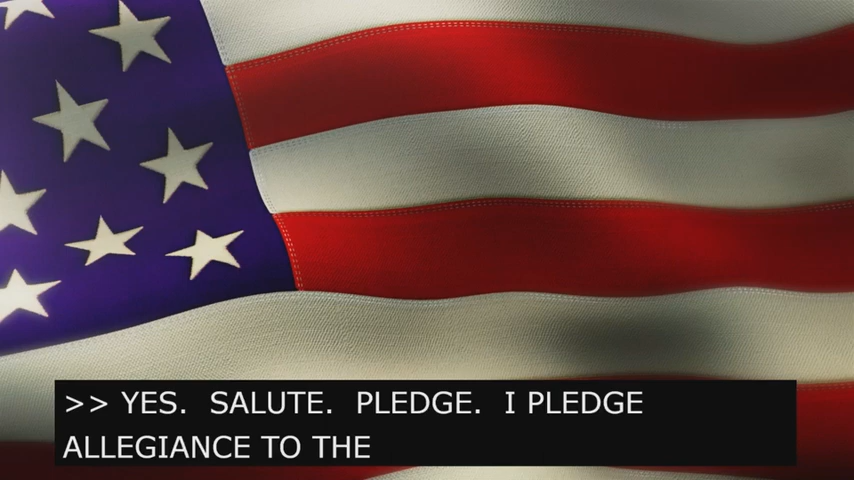 >> YES.  SALUTE.  PLEDGE.  I PLEDGE
ALLEGIANCE TO THE